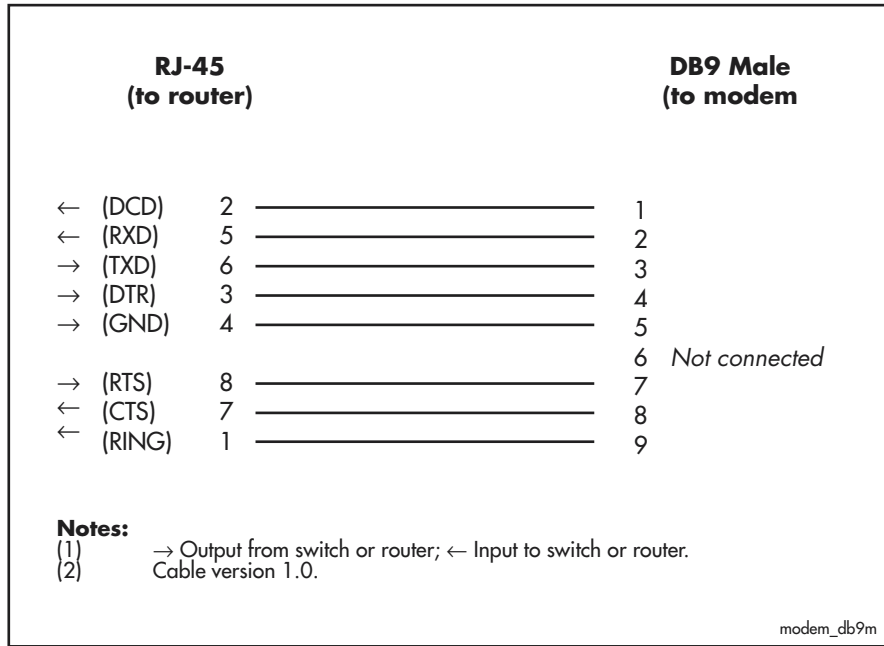 RJ-45 DB9 Male
(to router) (to modem
← (DCD) 2 1
← (RXD) 5 2
→ (TXD) 6 3
→ (DTR) 3 4
→ (GND) 4 5
6 Not connected
→ (RTS) 8 7
← (CTS) 7 8
← (RING) 1 9
Notes:
(1) → Output from switch or router; ← Input to switch or router.
(2) Cable version 1.0.
modem_db9m